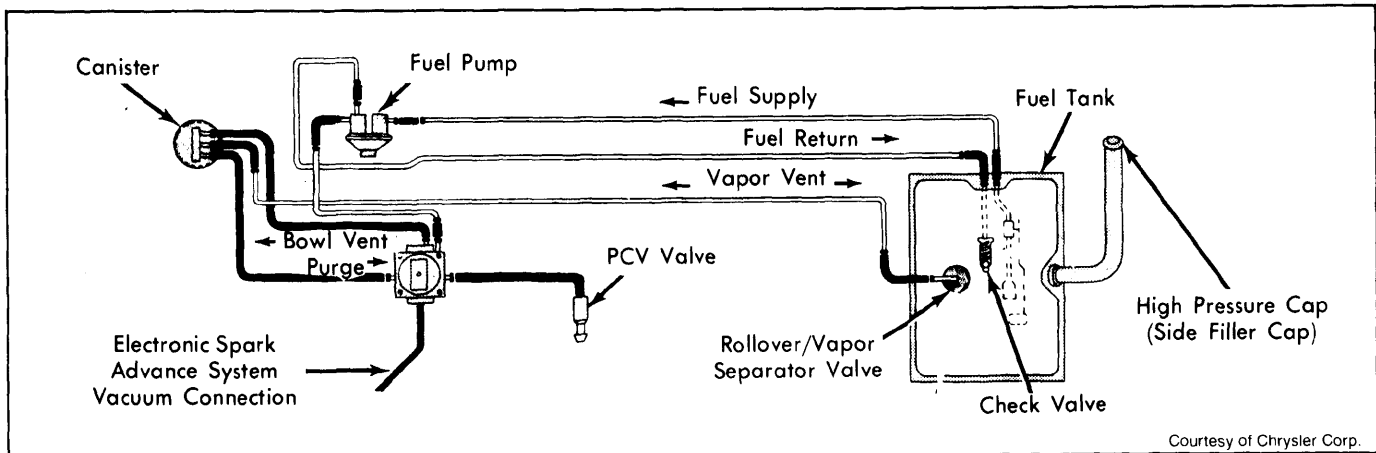 Canister
Fuel Pump
← Fuel Supply
Fuel Tank
Fuel Return →
← Vapor Vent →
← Bowl Vent
Purge →
PCV Valve
High Pressure Cap
(Side Filler Cap)
Electronic Spark
Advance System
Vacuum Connection
Rollover/Vapor
Separator Valve
Check Valve
Courtesy of Chrysler Corp.